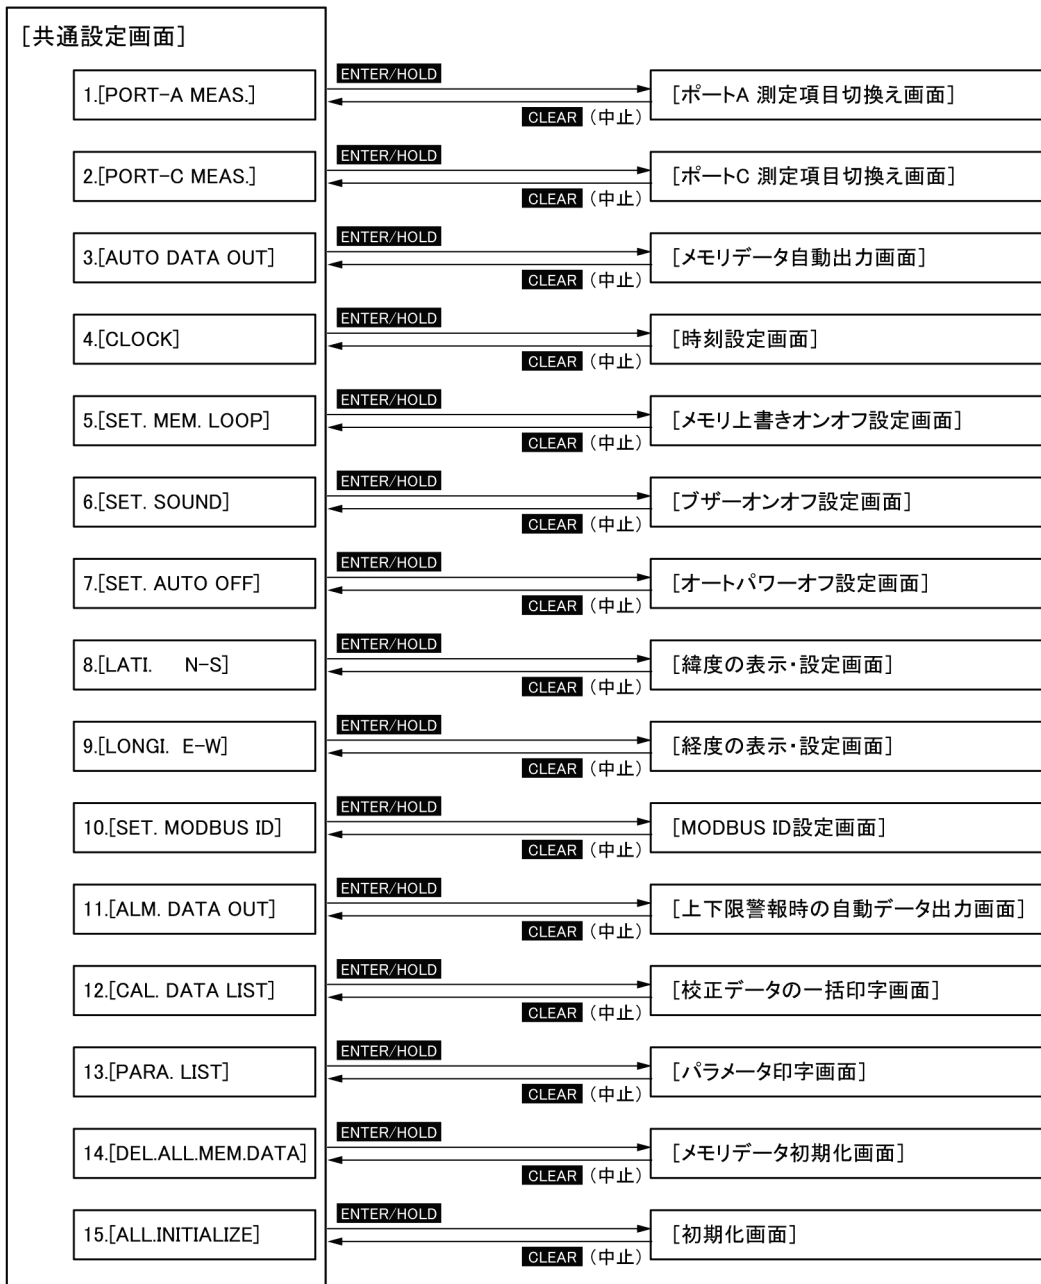 [共通設定画面]
ENTER/HOLD
1.[PORT-A MEAS.]
[ポートA 測定項目切換え画面]
CLEAR (中止)
ENTER/HOLD
2.[PORT-C MEAS.]
[ポートC 測定項目切換え画面]
CLEAR (中止)
ENTER/HOLD
3.[AUTO DATA OUT]
[メモリデータ自動出力画面]
CLEAR (中止)
ENTER/HOLD
4.[CLOCK]
[時刻設定画面]
CLEAR (中止)
ENTER/HOLD
5.[SET. MEM. LOOP]
[メモリ上書きオンオフ設定画面]
CLEAR (中止)
ENTER/HOLD
6.[SET. SOUND]
[ブザーオンオフ設定画面]
CLEAR (中止)
ENTER/HOLD
7.[SET. AUTO OFF]
[オートパワーオフ設定画面]
CLEAR (中止)
ENTER/HOLD
8.[LATI. N-S]
[緯度の表示・設定画面]
CLEAR (中止)
ENTER/HOLD
9.[LONGI. E-W]
[経度の表示・設定画面]
CLEAR (中止)
ENTER/HOLD
10.[SET. MODBUS ID]
[MODBUS ID設定画面]
CLEAR (中止)
ENTER/HOLD
11.[ALM. DATA OUT]
[上下限警報時の自動データ出力画面]
CLEAR (中止)
ENTER/HOLD
12.[CAL. DATA LIST]
[校正データの一括印字画面]
CLEAR (中止)
ENTER/HOLD
13.[PARA. LIST]
[パラメータ印字画面]
CLEAR (中止)
ENTER/HOLD
14.[DEL.ALL.MEM.DATA]
[メモリデータ初期化画面]
CLEAR (中止)
ENTER/HOLD
15.[ALL.INITIALIZE]
[初期化画面]
CLEAR (中止)